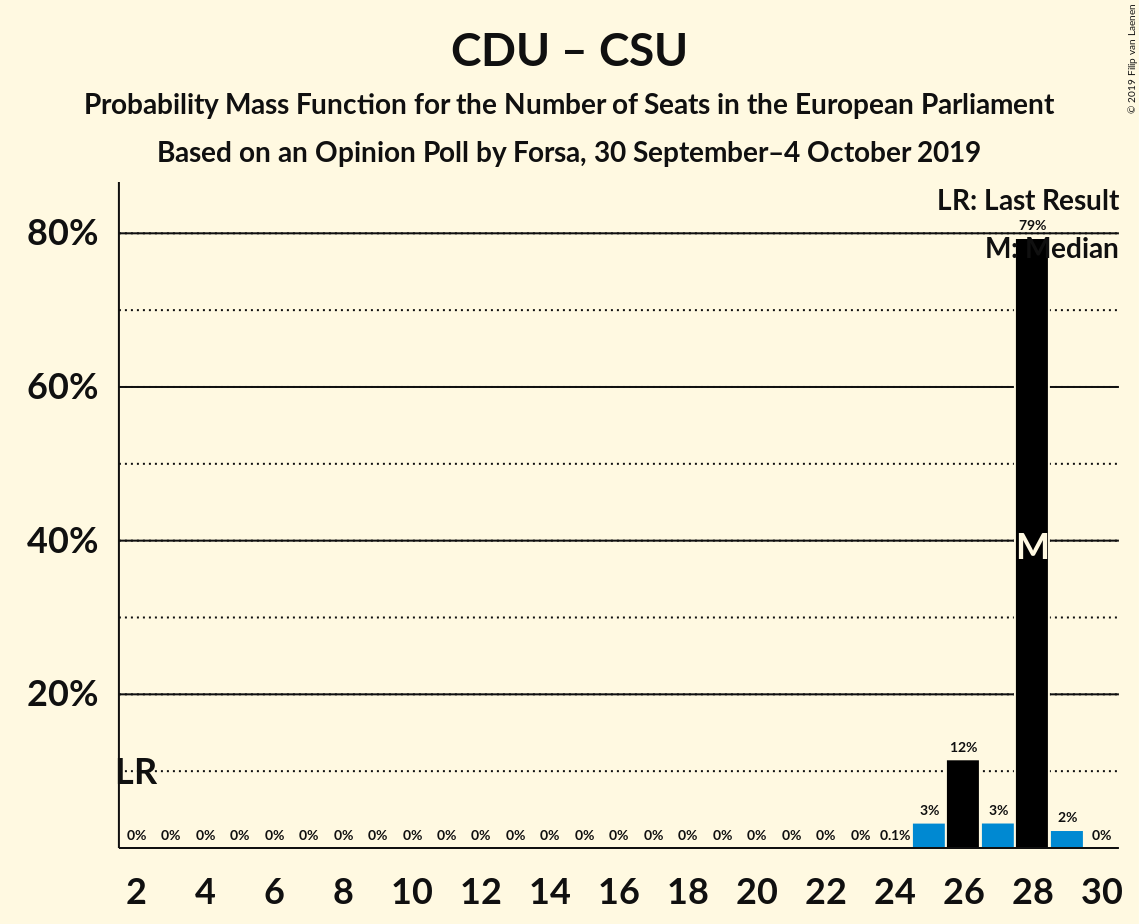 CDU – CSU
Probability Mass Function for the Number of Seats in the European Parliament
Based on an Opinion Poll by Forsa, 30 September–4 October 2019
© 2019 Filip van Laenen
LR: Last Result
M: Median
80%
60%
40%
20%
79%
M
12%
LR
3% 3% 2%
0% 0% 0% 0% 0% 0% 0% 0% 0% 0% 0% 0% 0% 0% 0% 0% 0% 0% 0% 0% 0% 0% 0.1% 0%
2 4 6 8 10 12 14 16 18 20 22 24 26 28 30